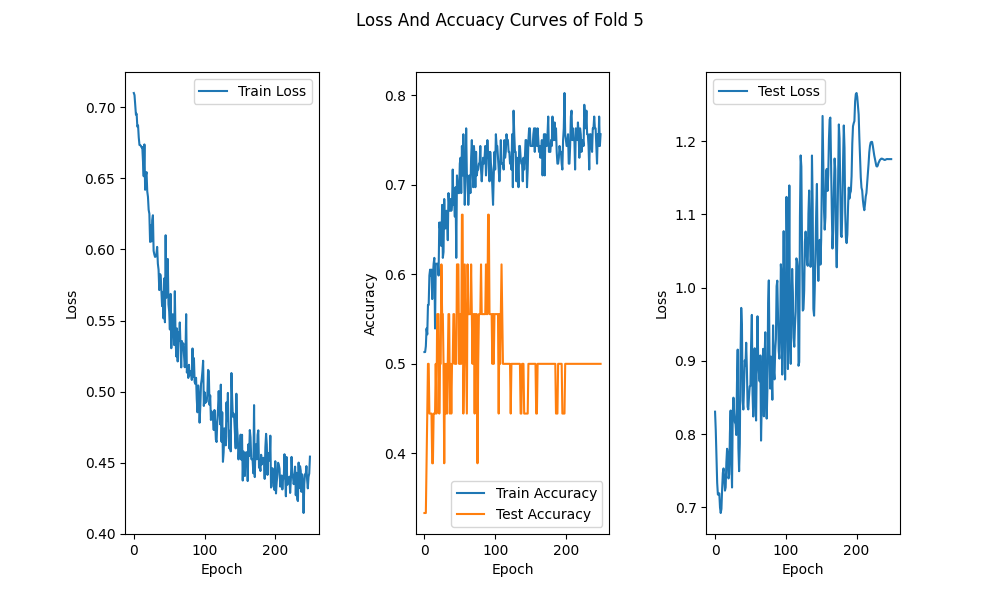 Loss And Accuacy Curves of Fold 5
Loss
0.70
0.65
0.60
0.55
0.50
0.45
0.40
0
100
200
Epoch
Train Loss
Accuracy
0.8
0.7
0.6
0.5
0.4
0
100
200
Epoch
Train Accuracy
Test Accuracy
Loss
1.2
1.1
1.0
0.9
0.8
0.7
0
100
200
Epoch
Test Loss